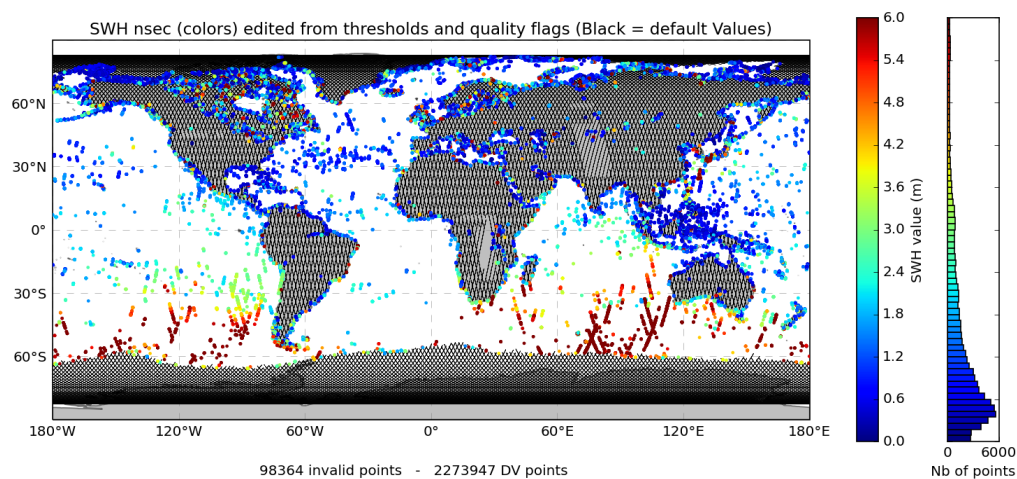 SWH nsec (colors) edited from thresholds and quality flags (Black = default Values)
60°N
30°N
0°
30°S
60°S
180°W
120°W
60°W
0°
60°E
120°E
180°E
98364 invalid points - 2273947 DV points
6.0
5.4
4.8
4.2
3.6
3.0
2.4
1.8
1.2
0.6
0.0
SWH value (m)
0
6000
Nb of points